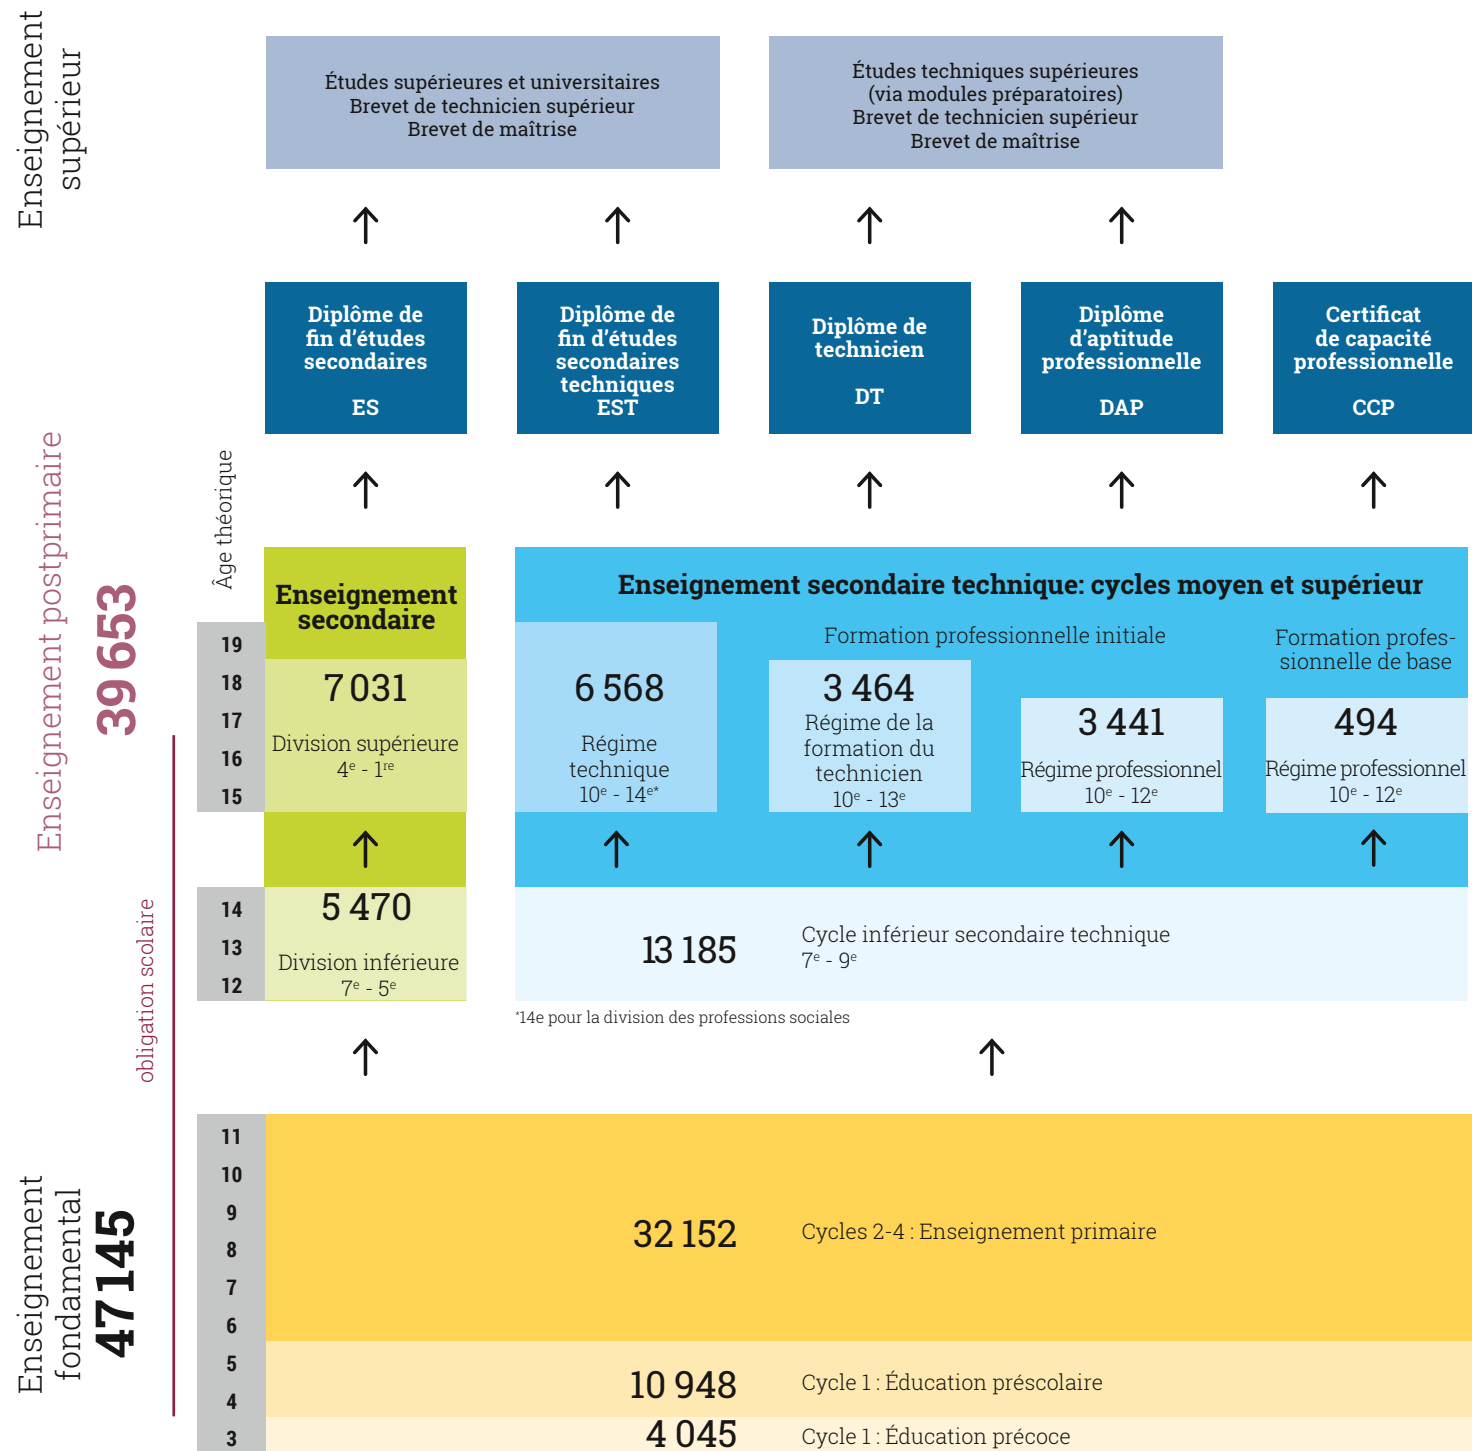 Enseignement
supérieur
Études supérieures et universitaires
Brevet de technicien supérieur
Brevet de maîtrise
Études techniques supérieures
(via modules préparatoires)
Brevet de technicien supérieur
Brevet de maîtrise
Diplôme de
fin d'études
secondaires
ES
Diplôme de
fin d'études
secondaires
techniques
EST
Diplôme de
technicien
DT
Diplôme
d'aptitude
professionnelle
DAP
Certificat
de capacité
professionnelle
CCP
Enseignement postprimaire
39 653
Âge théorique
Enseignement
secondaire
Enseignement secondaire technique: cycles moyen et supérieur
Formation professionnelle initiale
Formation profes-
sionnelle de base
19
18
17
16
15
7 031
Division supérieure
4e - 1re
6 568
Régime
technique
10e - 14e*
3 464
Régime de la
formation du
technicien
10e - 13e
3 441
Régime professionnel
10e - 12e
494
Régime professionnel
10e - 12e
obligation scolaire
14
13
12
5 470
Division inférieure
7e - 5e
13 185
Cycle inférieur secondaire technique
7e - 9e
*14e pour la division des professions sociales
Enseignement
fondamental
47 145
11
10
9
8
7
6
5
4
3
32 152
Cycles 2-4 : Enseignement primaire
10 948
Cycle 1 : Éducation préscolaire
4 045
Cycle 1 : Éducation précoce